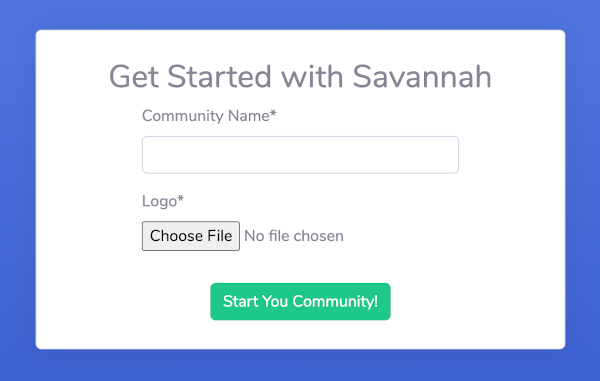 Get Started with Savannah
Community Name*
Logo*
Choose File No file chosen
Start You Community!